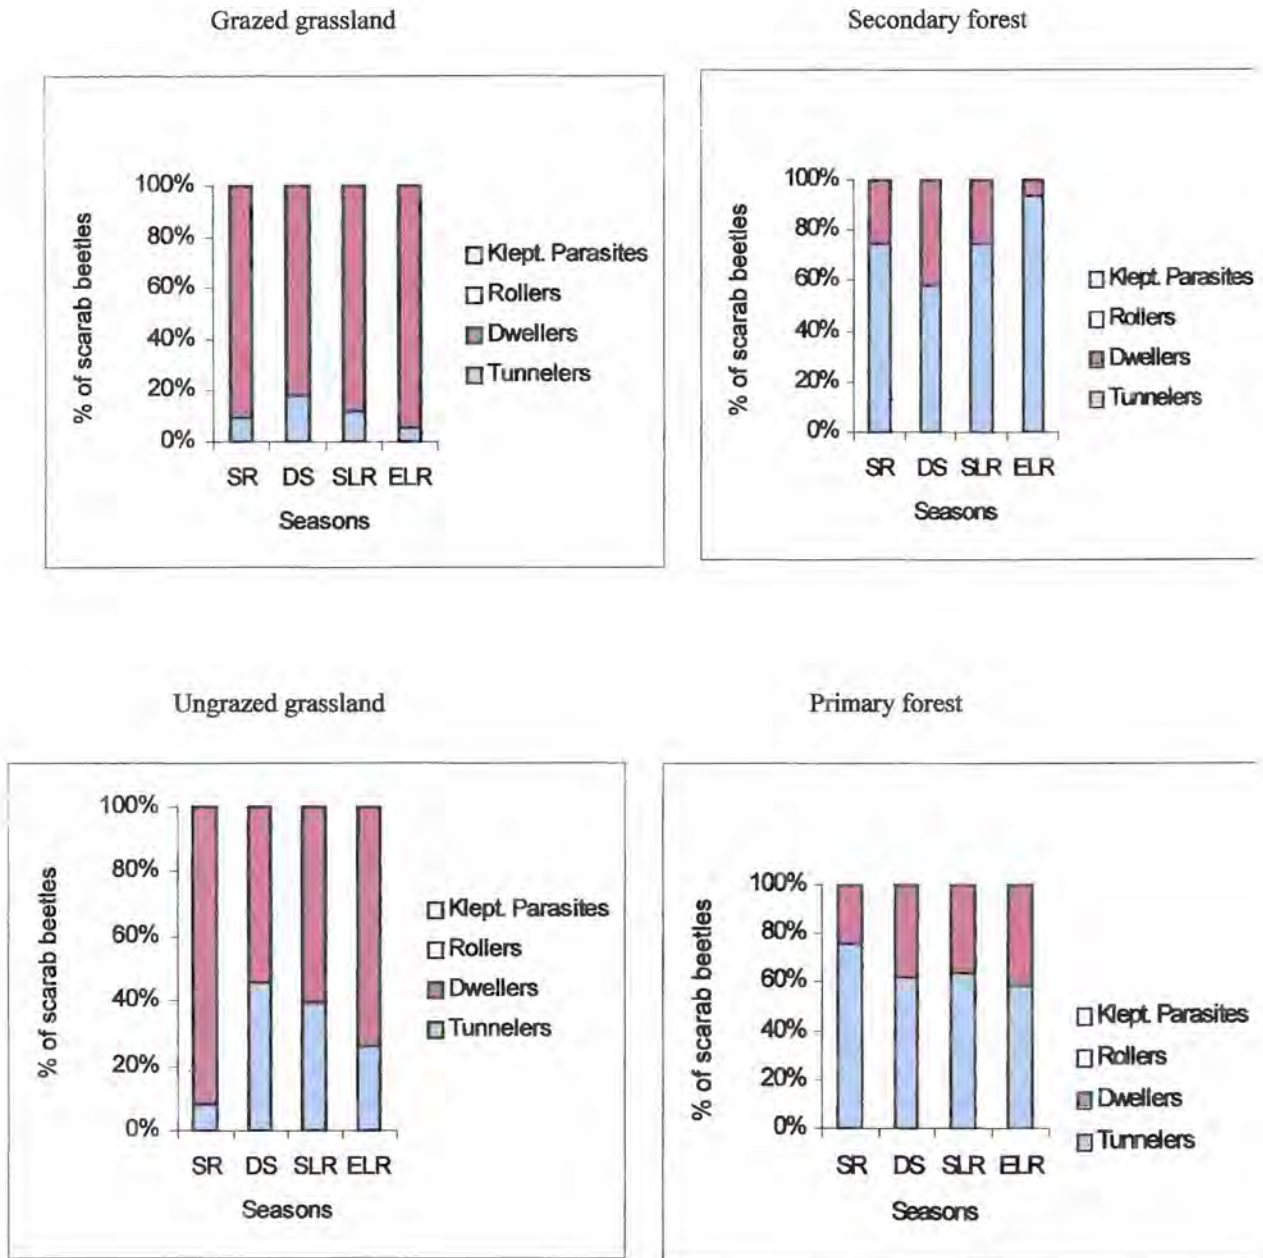 Grazed grassland
% of scarab beetles
100%
80%
60%
40%
20%
0%
SR DS SLR ELR
Seasons
Klept. Parasites
Rollers
Dwellers
Tunnelers
Secondary forest
% of scarab beetles
100%
80%
60%
40%
20%
0%
SR DS SLR ELR
Seasons
Klept. Parasites
Rollers
Dwellers
Tunnelers
Ungrazed grassland
% of scarab beetles
100%
80%
60%
40%
20%
0%
SR DS SLR ELR
Seasons
Klept. Parasites
Rollers
Dwellers
Tunnelers
Primary forest
% of scarab beetles
100%
80%
60%
40%
20%
0%
SR DS SLR ELR
Seasons
Klept. Parasites
Rollers
Dwellers
Tunnelers